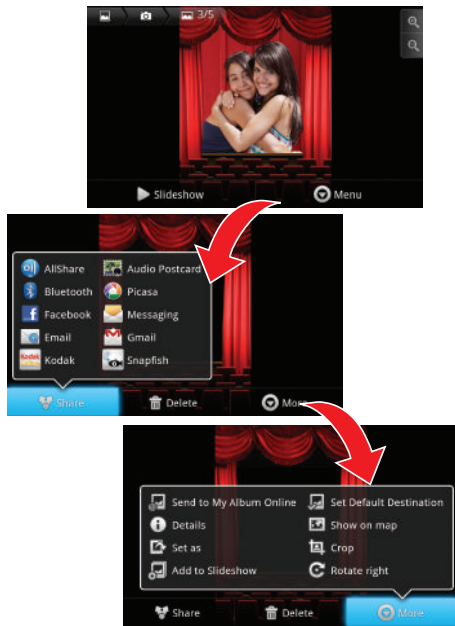 3/5
Slideshow Menu
AllShare Audio Postcard
Bluetooth Picasa
Facebook Messaging
Email Gmail
Kodak Kodak Snapfish
Share Delete More
Send to My Album Online Set Default Destination
Details Show on map
Set as Crop
Add to Slideshow Rotate right
Share Delete More